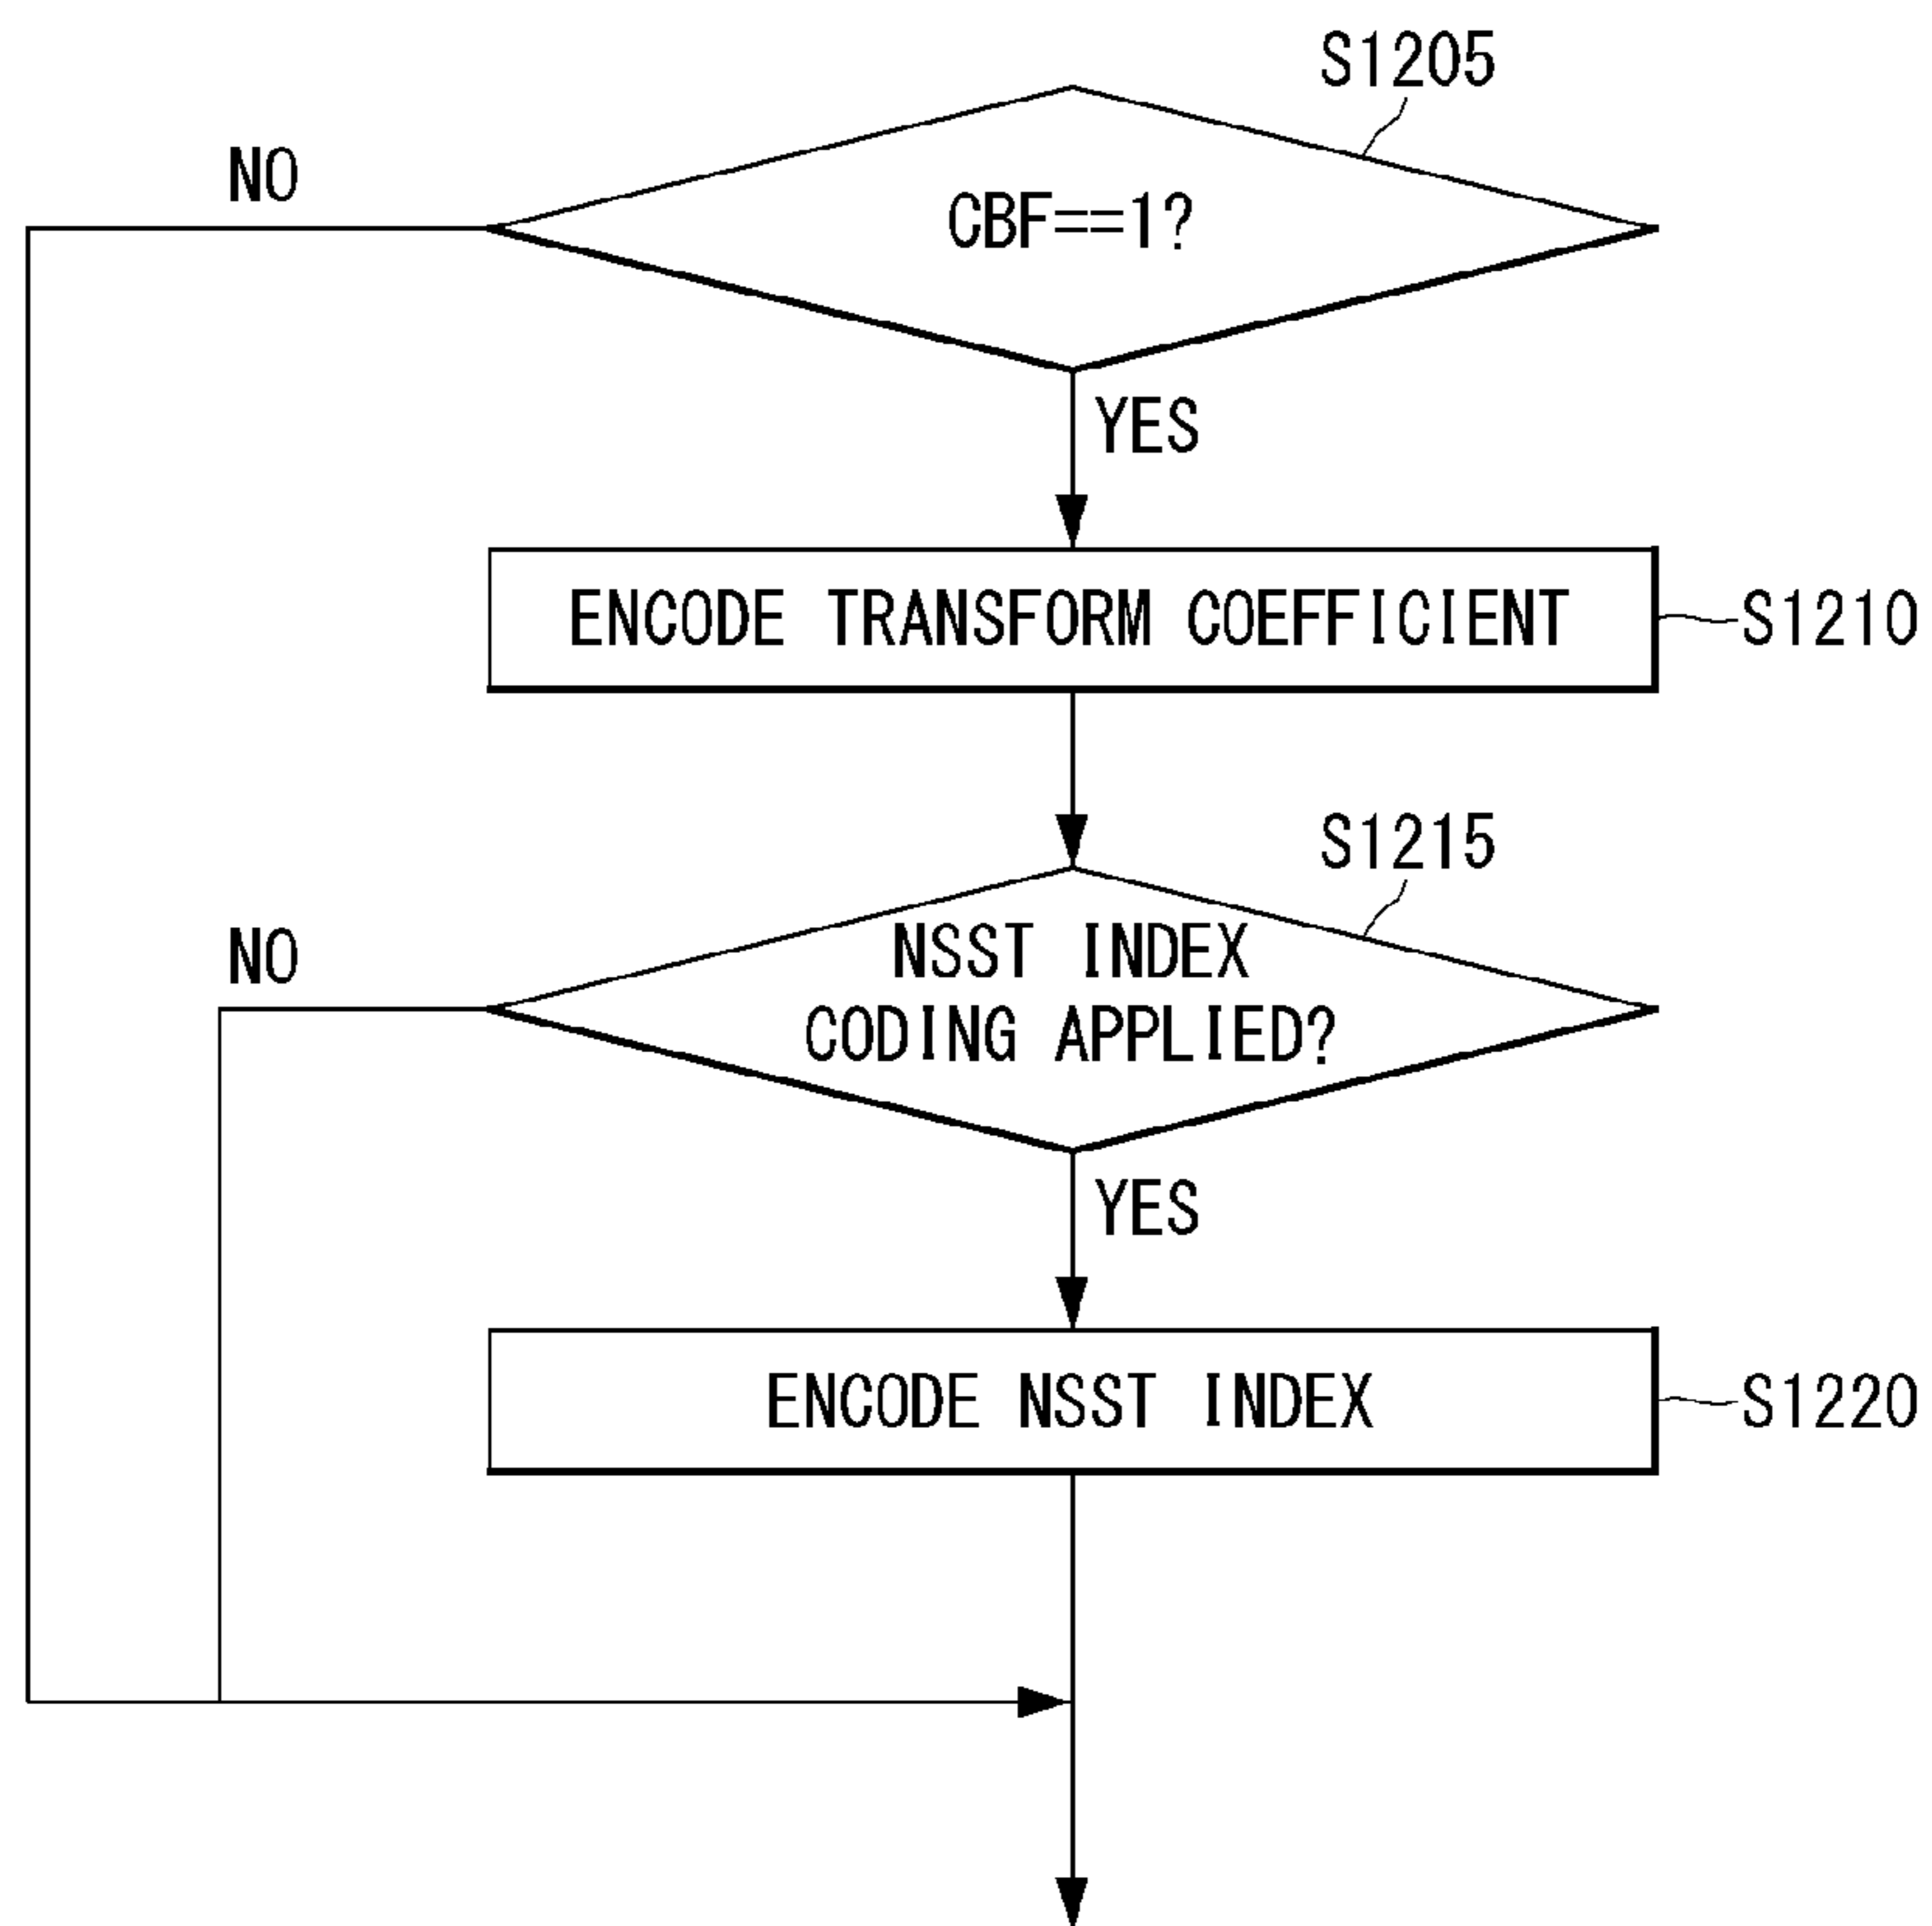 S1205
NO
CBF==1?
YES
ENCODE TRANSFORM COEFFICIENT
S1210
S1215
NO
NSST INDEX
CODING APPLIED?
YES
ENCODE NSST INDEX
S1220